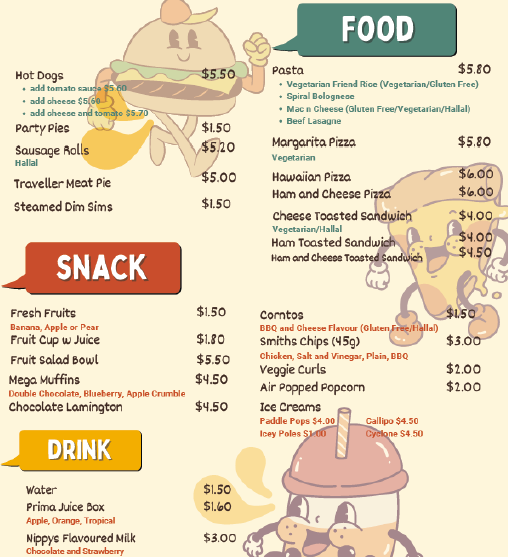 FOOD
Hot Dogs $5.50
• add tomato sauce $5.60
• add cheese $5.60
• add cheese and tomato $5.70
Party Pies $1.50
Sausage Rolls $5.20
Hallal
Traveller Meat Pie $5.00
Steamed Dim Sims $1.50
Pasta $5.80
• Vegetarian Friend Rice (Vegetarian/Gluten Free)
• Spiral Bolognese
• Mac n Cheese (Gluten Free/Vegetarian/Hallal)
• Beef Lasagne
Margarita Pizza $5.80
Vegetarian
Hawaiian Pizza $6.00
Ham and Cheese Pizza $6.00
Cheese Toasted Sandwich $4.00
Vegetarian/Hallal
Ham Toasted Sandwich $4.00
Ham and Cheese Toasted Sandwich $4.50
SNACK
Fresh Fruits $1.50
Banana, Apple or Pear
Fruit Cup w Juice $1.80
Fruit Salad Bowl $5.50
Mega Muffins $4.50
Double Chocolate, Blueberry, Apple Crumble
Chocolate Lamington $4.50
Corntos $1.50
BBQ and Cheese Flavour (Gluten Free/Hallal)
Smiths Chips (45g) $3.00
Chicken, Salt and Vinegar, Plain, BBQ
Veggie Curls $2.00
Air Popped Popcorn $2.00
Ice Creams
Paddle Pops $4.00 Callipo $4.50
Icey Poles $1.00 Cyclone $4.50
DRINK
Water $1.50
Prima Juice Box $1.60
Apple, Orange, Tropical
Nippys Flavoured Milk $3.00
Chocolate and Strawberry